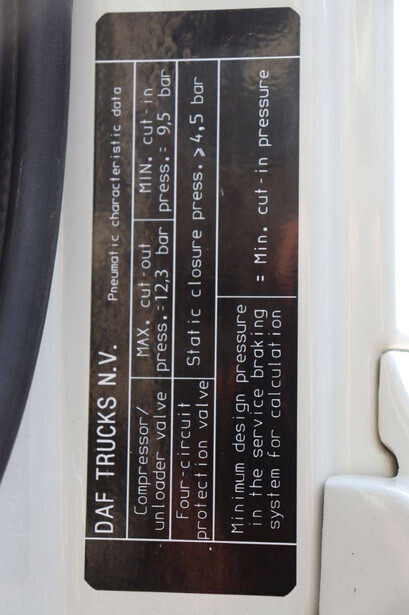 DAF TRUCKS N.V. Pneumatic characteristic data
Compressor/
unloader valve
MAX. cut-out
press.=12,3 bar
MIN. cut-in
press.= 9,5 bar
Four-circuit
protection valve
Static closure press. > 4,5 bar
Minimum design pressure
in the service braking
system for calculation
= Min. cut-in pressure